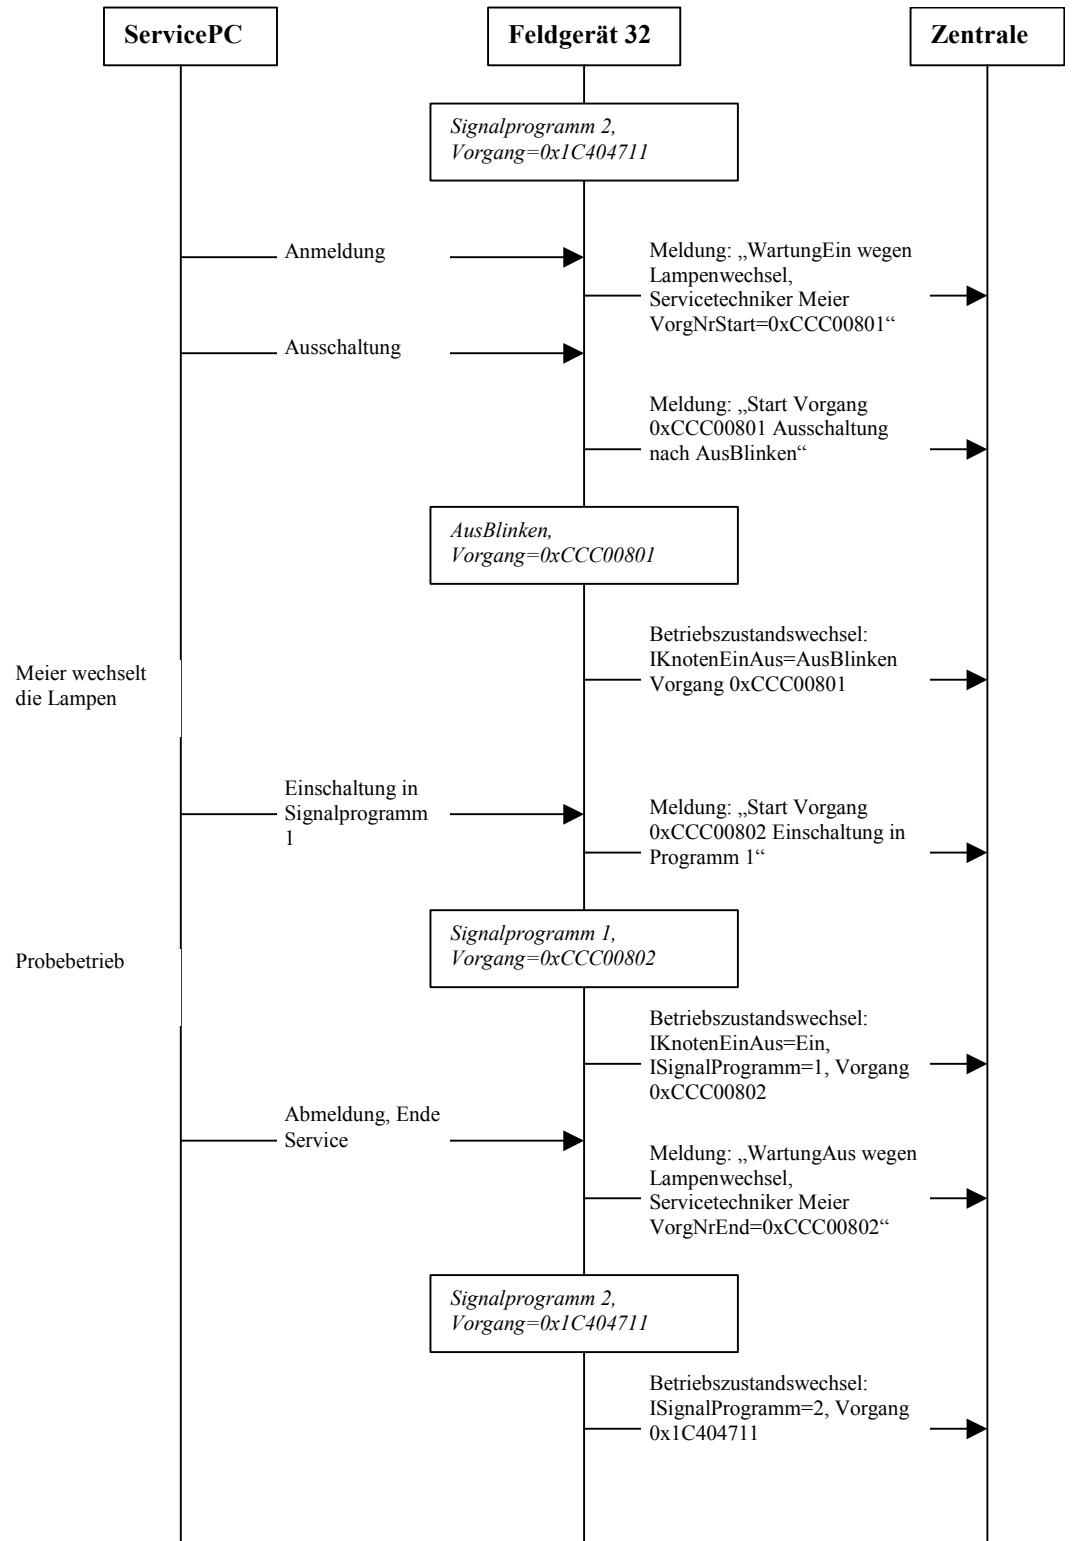 ServicePC
Feldgerät 32
Zentrale
Signalprogramm 2,
Vorgang=0x1C404711
Anmeldung
Meldung: „WartungEin wegen
Lampenwechsel,
Servicetechniker Meier
VorgNrStart=0xCCC00801“
Ausschaltung
Meldung: „Start Vorgang
0xCCC00801 Ausschaltung
nach AusBlinken“
AusBlinken,
Vorgang=0xCCC00801
Betriebszustandswechsel:
IKnotenEinAus=AusBlinken
Vorgang 0xCCC00801
Meier wechselt
die Lampen
Einschaltung in
Signalprogramm
1
Meldung: „Start Vorgang
0xCCC00802 Einschaltung in
Programm 1“
Signalprogramm 1,
Vorgang=0xCCC00802
Probebetrieb
Betriebszustandswechsel:
IKnotenEinAus=Ein,
ISignalProgramm=1, Vorgang
0xCCC00802
Abmeldung, Ende
Service
Meldung: „WartungAus wegen
Lampenwechsel,
Servicetechniker Meier
VorgNrEnd=0xCCC00802“
Signalprogramm 2,
Vorgang=0x1C404711
Betriebszustandswechsel:
ISignalProgramm=2, Vorgang
0x1C404711